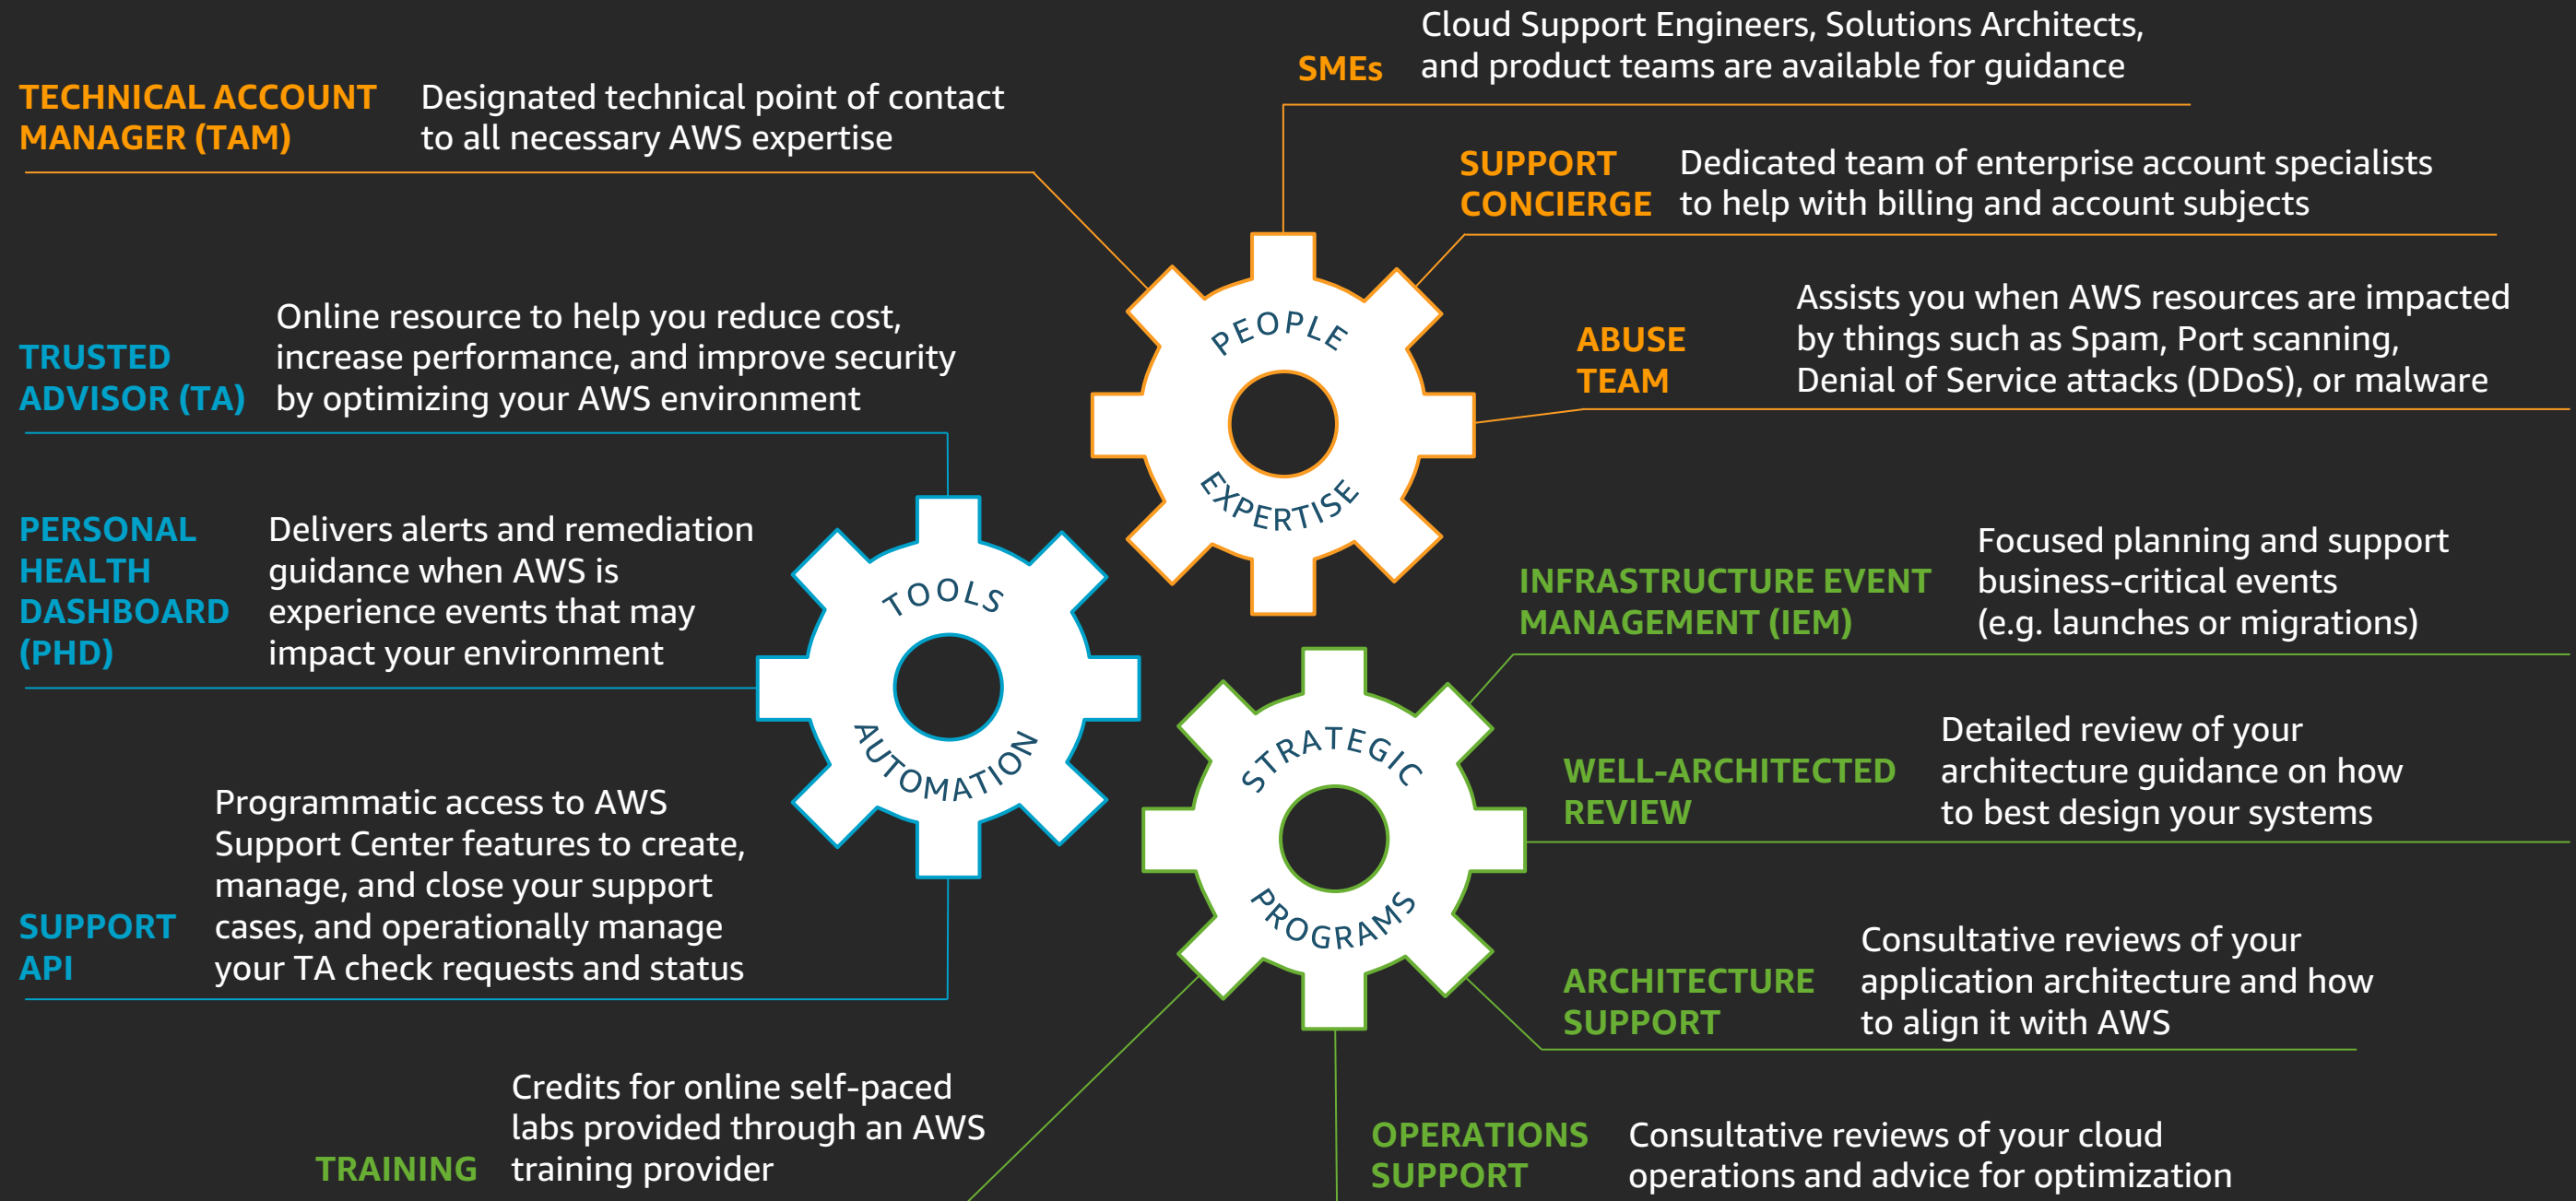 TECHNICAL ACCOUNT
MANAGER (TAM)
Designated technical point of contact
to all necessary AWS expertise
SMEs
Cloud Support Engineers, Solutions Architects,
and product teams are available for guidance
SUPPORT
CONCIERGE
Dedicated team of enterprise account specialists
to help with billing and account subjects
ABUSE
TEAM
Assists you when AWS resources are impacted
by things such as Spam, Port scanning,
Denial of Service attacks (DDoS), or malware
PEOPLE
EXPERTISE
TRUSTED
ADVISOR (TA)
Online resource to help you reduce cost,
increase performance, and improve security
by optimizing your AWS environment
PERSONAL
HEALTH
DASHBOARD
(PHD)
Delivers alerts and remediation
guidance when AWS is
experience events that may
impact your environment
SUPPORT
API
Programmatic access to AWS
Support Center features to create,
manage, and close your support
cases, and operationally manage
your TA check requests and status
TOOLS
AUTOMATION
INFRASTRUCTURE EVENT
MANAGEMENT (IEM)
Focused planning and support
business-critical events
(e.g. launches or migrations)
WELL-ARCHITECTED
REVIEW
Detailed review of your
architecture guidance on how
to best design your systems
STRATEGIC
PROGRAMS
ARCHITECTURE
SUPPORT
Consultative reviews of your
application architecture and how
to align it with AWS
TRAINING
Credits for online self-paced
labs provided through an AWS
training provider
OPERATIONS
SUPPORT
Consultative reviews of your cloud
operations and advice for optimization